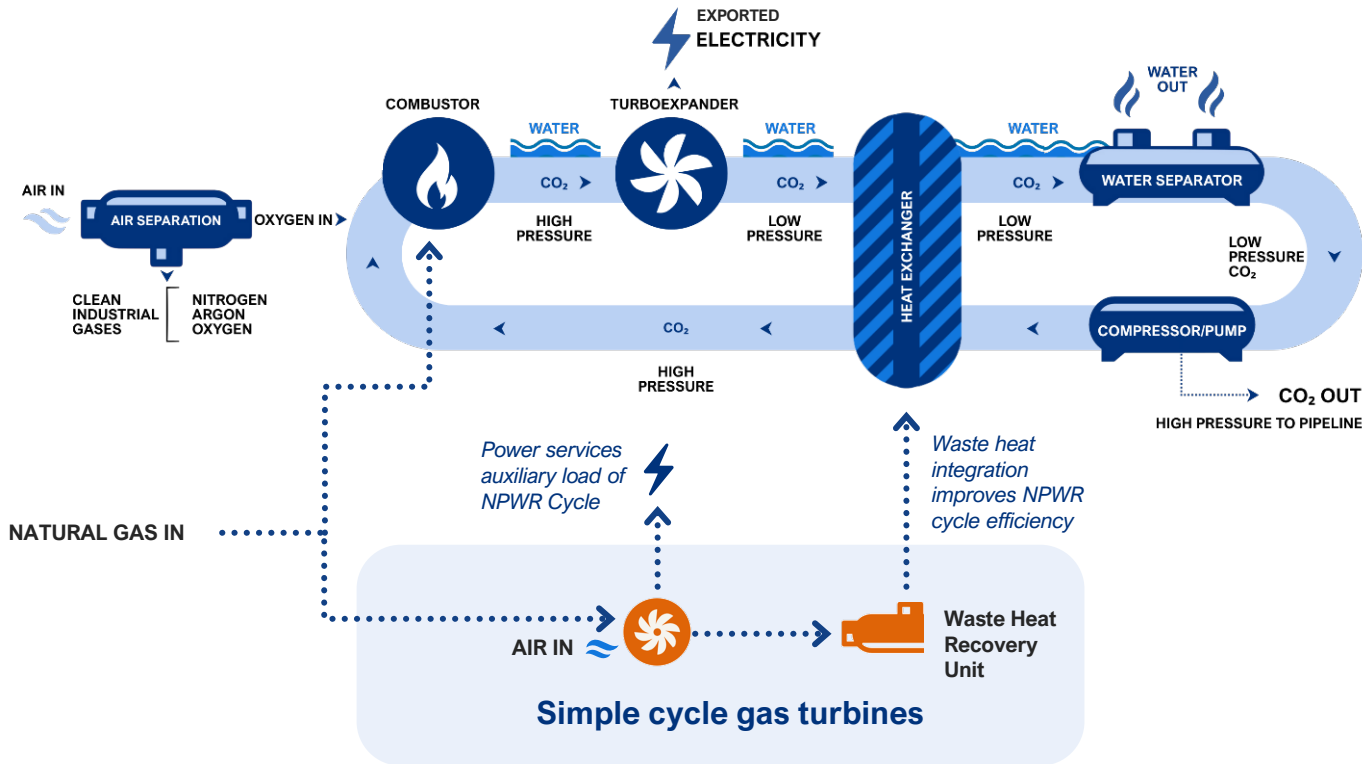 EXPORTED
ELECTRICITY
COMBUSTOR
TURBOEXPANDER
WATER
OUT
WATER
WATER
WATER
AIR IN
AIR SEPARATION
OXYGEN IN
CO₂
CO₂
CO₂
WATER SEPARATOR
HIGH
PRESSURE
LOW
PRESSURE
LOW
PRESSURE
HEAT EXCHANGER
LOW
PRESSURE
CO₂
CLEAN
INDUSTRIAL
GASES
NITROGEN
ARGON
OXYGEN
CO₂
COMPRESSOR/PUMP
HIGH
PRESSURE
CO₂ OUT
HIGH PRESSURE TO PIPELINE
Power services
auxiliary load of
NPWR Cycle
Waste heat
integration
improves NPWR
cycle efficiency
NATURAL GAS IN
AIR IN
Waste Heat
Recovery
Unit
Simple cycle gas turbines